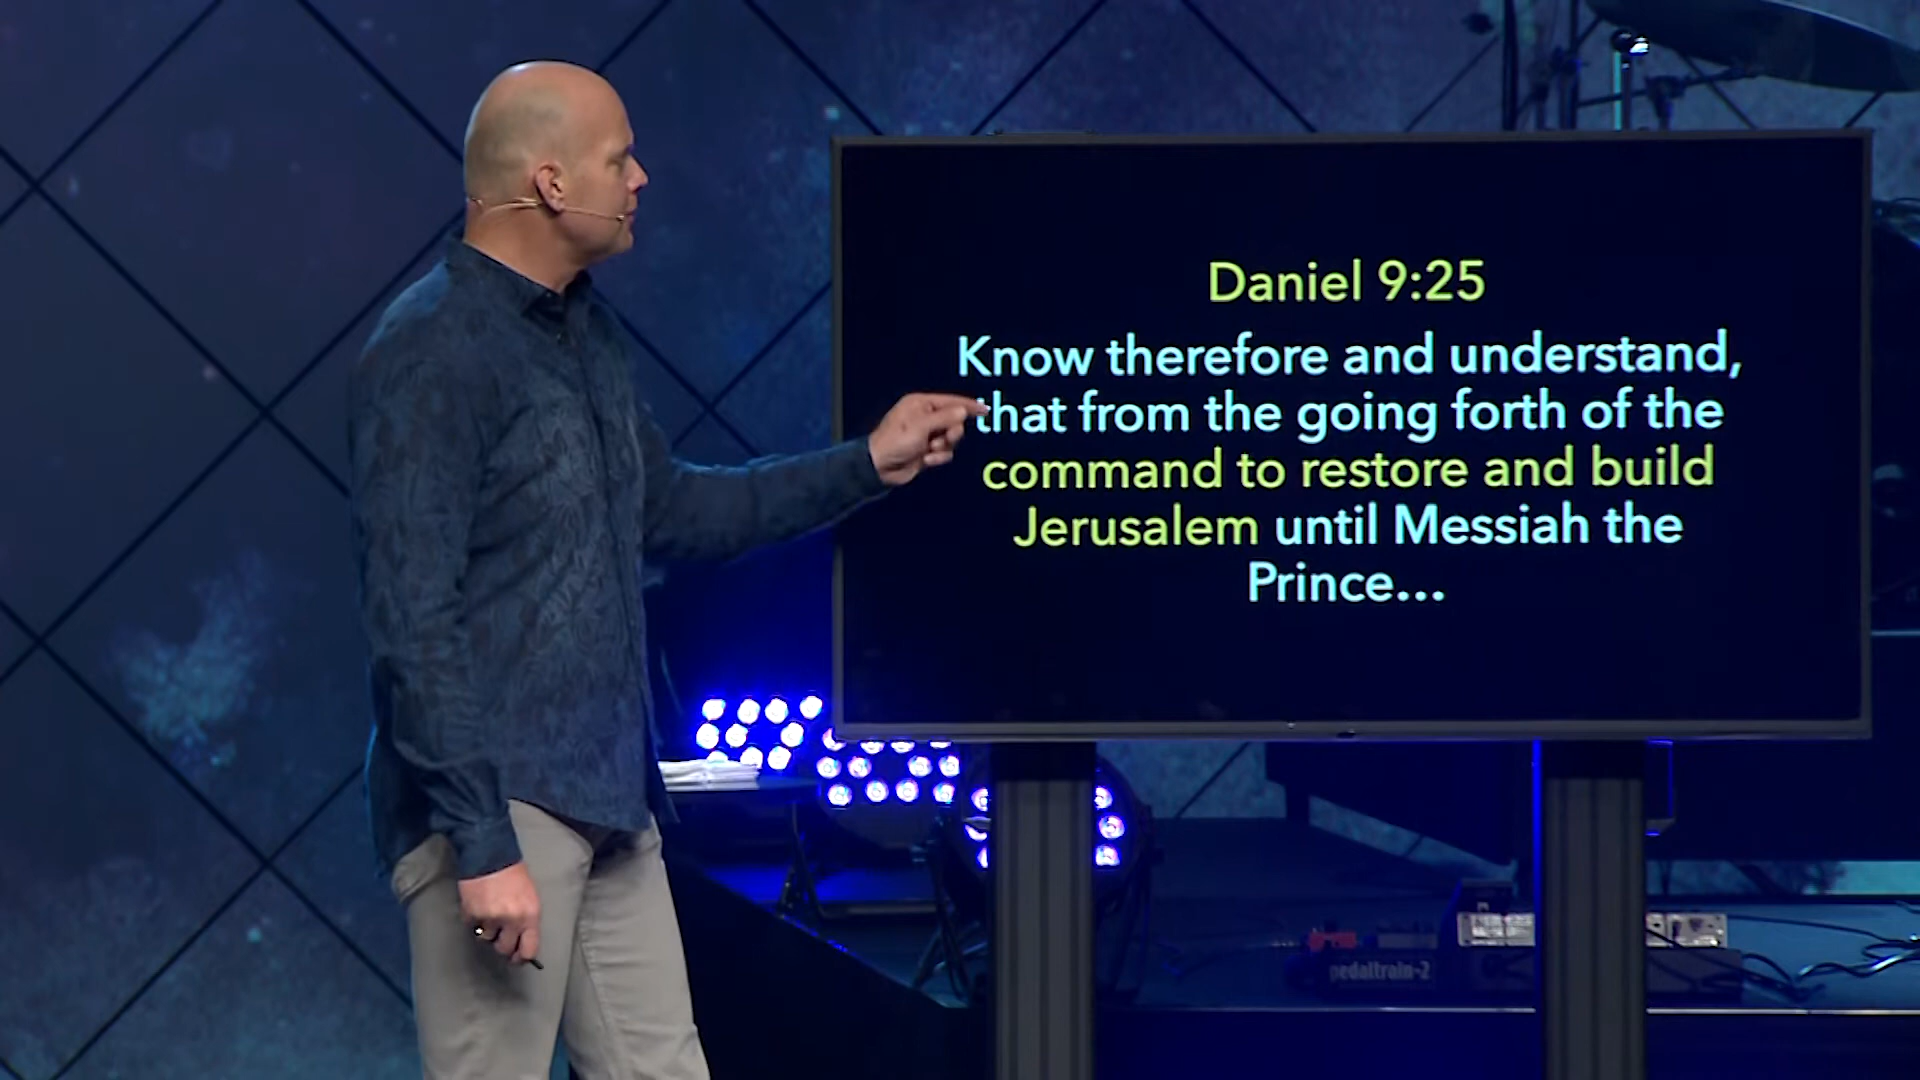 Daniel 9:25
Know therefore and understand,
that from the going forth of the
command to restore and build
Jerusalem until Messiah the
Prince...
pedaltrain-2